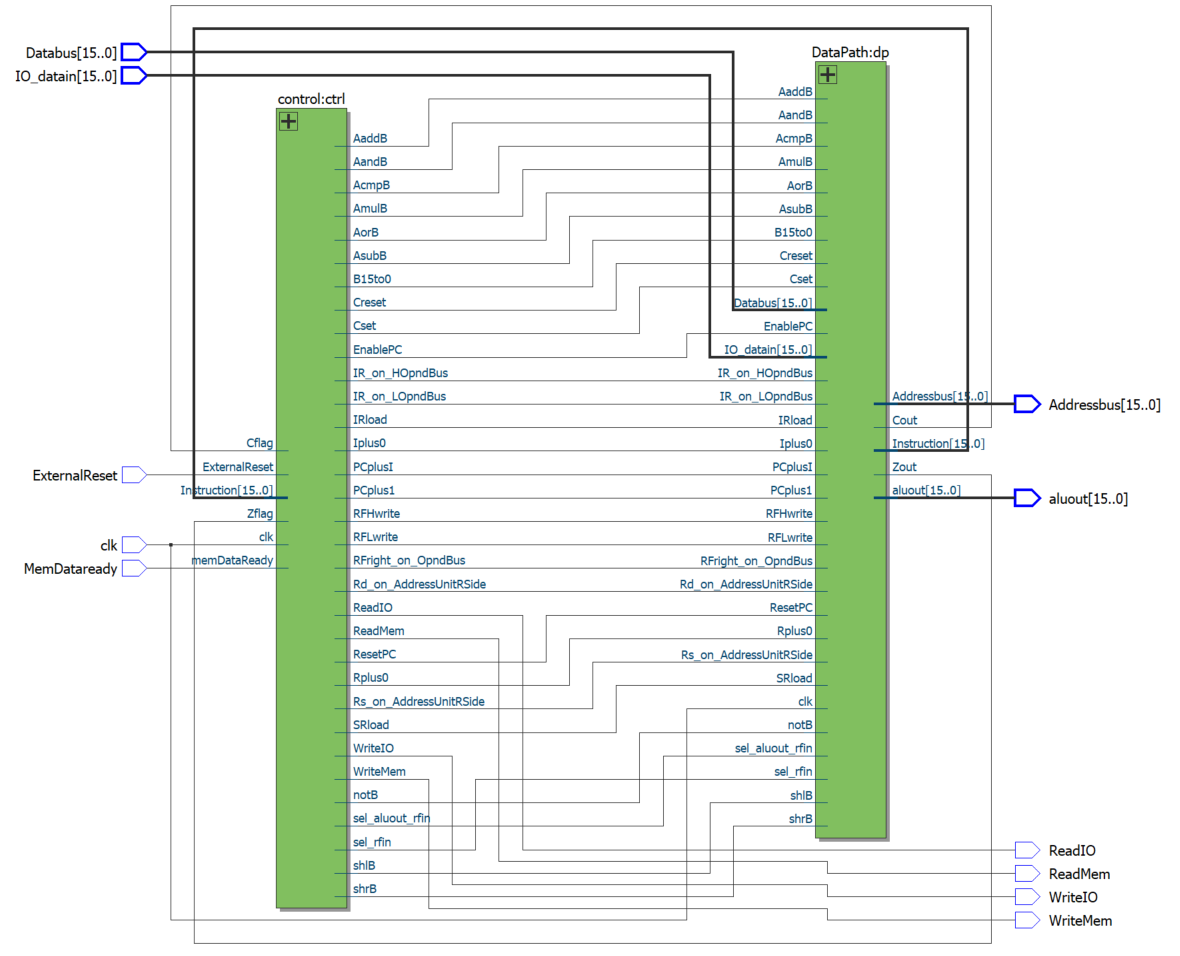 Databus[15..0]
IO_datain[15..0]
control:ctrl
AaddB
AandB
AcmpB
AmulB
AorB
AsubB
B15to0
Creset
Cset
EnablePC
IR_on_HOpndBus
IR_on_LOpndBus
IRload
Iplus0
PCplusI
PCplus1
RFHwrite
RFLwrite
RFright_on_OpndBus
Rd_on_AddressUnitRSide
ReadIO
ReadMem
ResetPC
Rplus0
Rs_on_AddressUnitRSide
SRload
WriteIO
WriteMem
notB
sel_aluout_rfin
sel_rfin
shlB
shrB
Cflag
ExternalReset
Instruction[15..0]
Zflag
clk
memDataReady
ExternalReset
clk
MemDataready
DataPath:dp
AaddB
AandB
AcmpB
AmulB
AorB
AsubB
B15to0
Creset
Cset
Databus[15..0]
EnablePC
IO_datain[15..0]
IR_on_HOpndBus
IR_on_LOpndBus
IRload
Iplus0
PCplusI
PCplus1
RFHwrite
RFLwrite
RFright_on_OpndBus
Rd_on_AddressUnitRSide
ResetPC
Rplus0
Rs_on_AddressUnitRSide
SRload
clk
notB
sel_aluout_rfin
sel_rfin
shlB
shrB
Addressbus[15..0]
Cout
Instruction[15..0]
Zout
aluout[15..0]
Addressbus[15..0]
aluout[15..0]
ReadIO
ReadMem
WriteIO
WriteMem